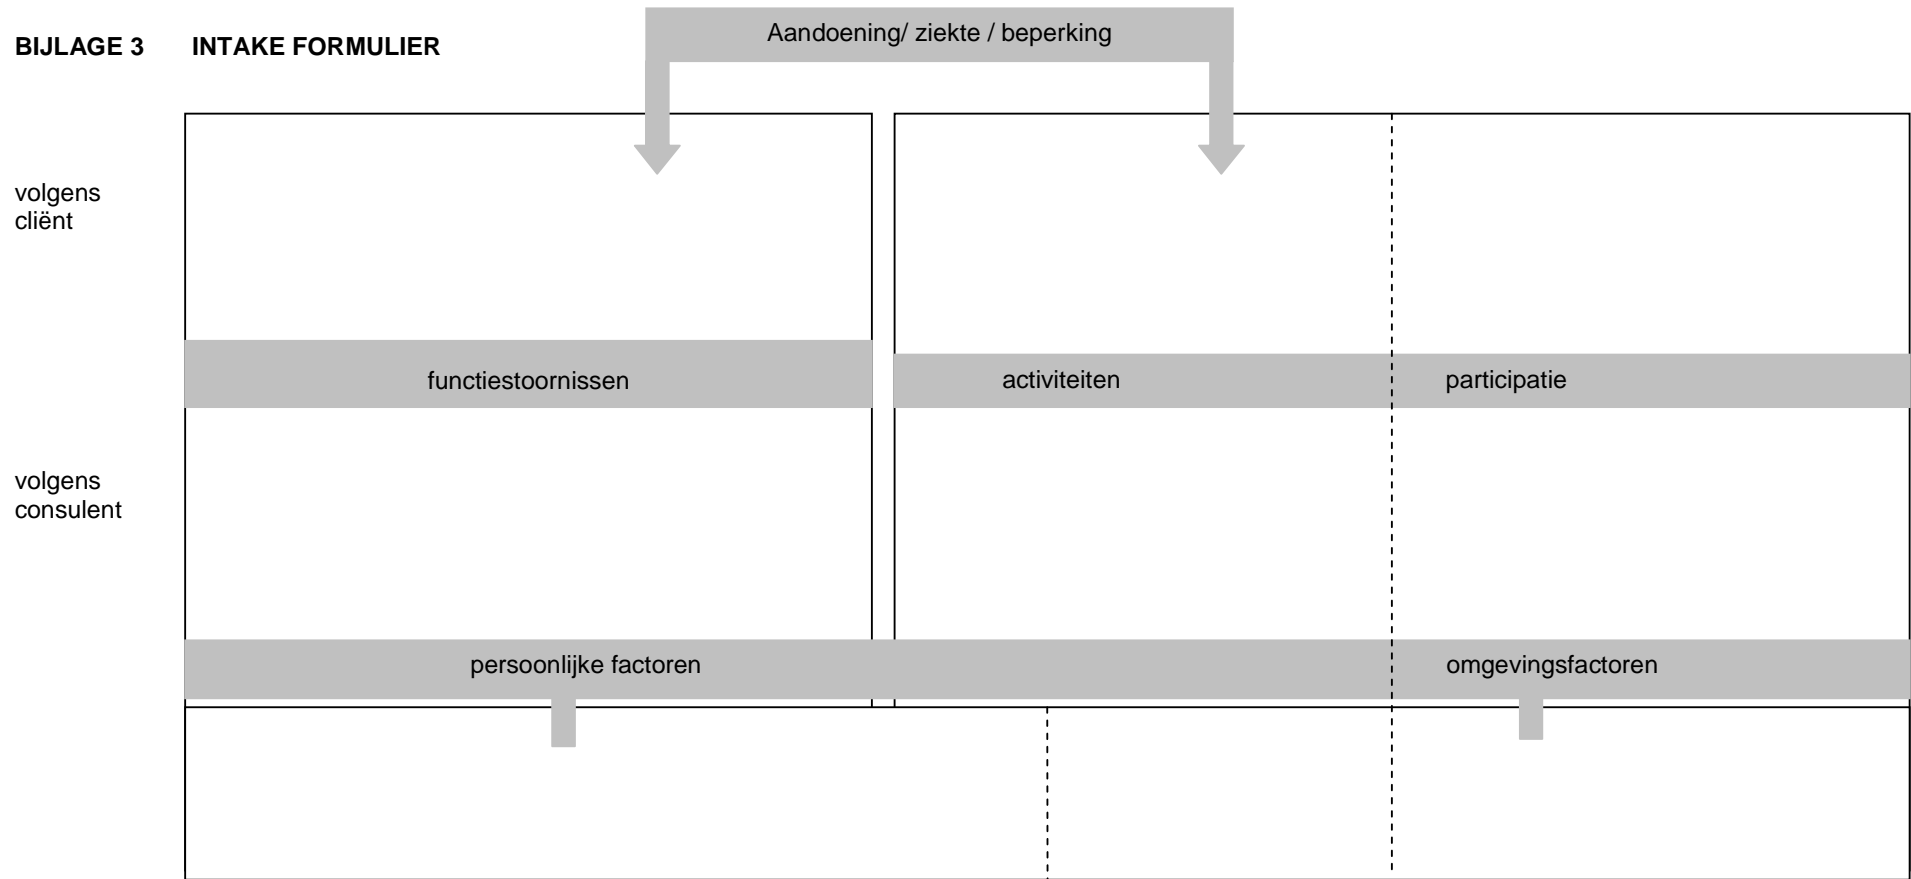 BIJLAGE 3 INTAKE FORMULIER
Aandoening/ ziekte / beperking
volgens
cliënt
functiestoornissen
activiteiten
participatie
volgens
consulent
persoonlijke factoren
omgevingsfactoren